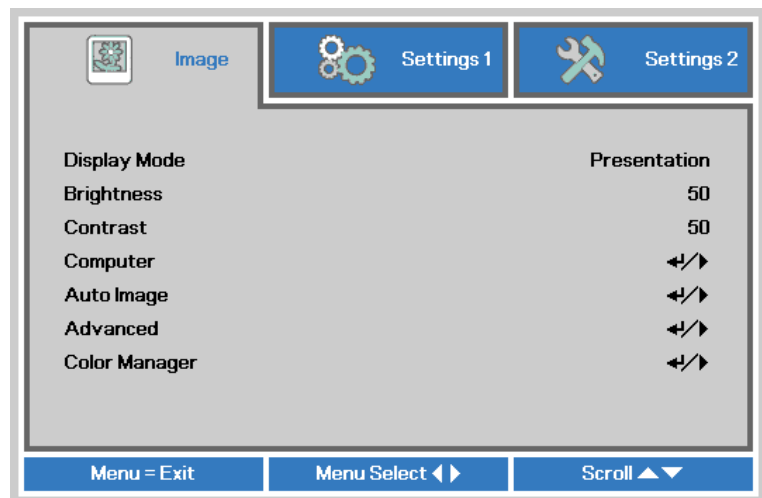 Image Settings 1 Settings 2
Display Mode Presentation
Brightness 50
Contrast 50
Computer ↵/▶
Auto Image ↵/▶
Advanced ↵/▶
Color Manager ↵/▶
Menu = Exit Menu Select ◀▶ Scroll ▲▼